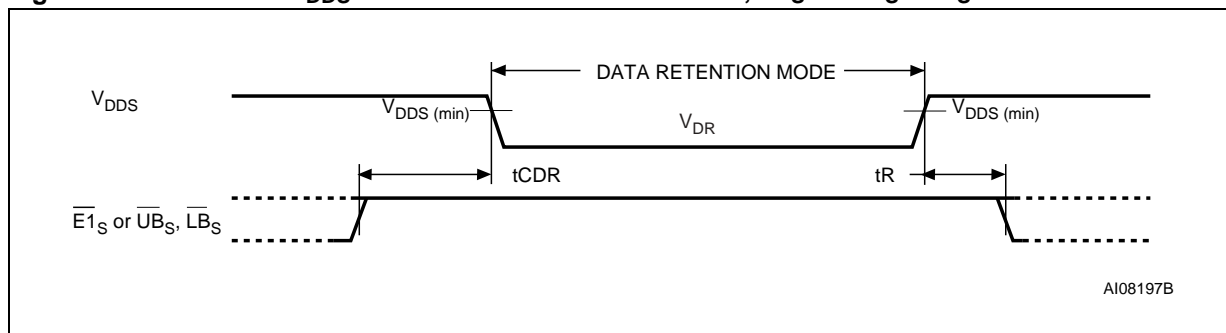 DATA RETENTION MODE
VDDS
VDDS (min)
VDR
VDDS (min)
tCDR
tR
E1S or UBS, LBS
AI08197B